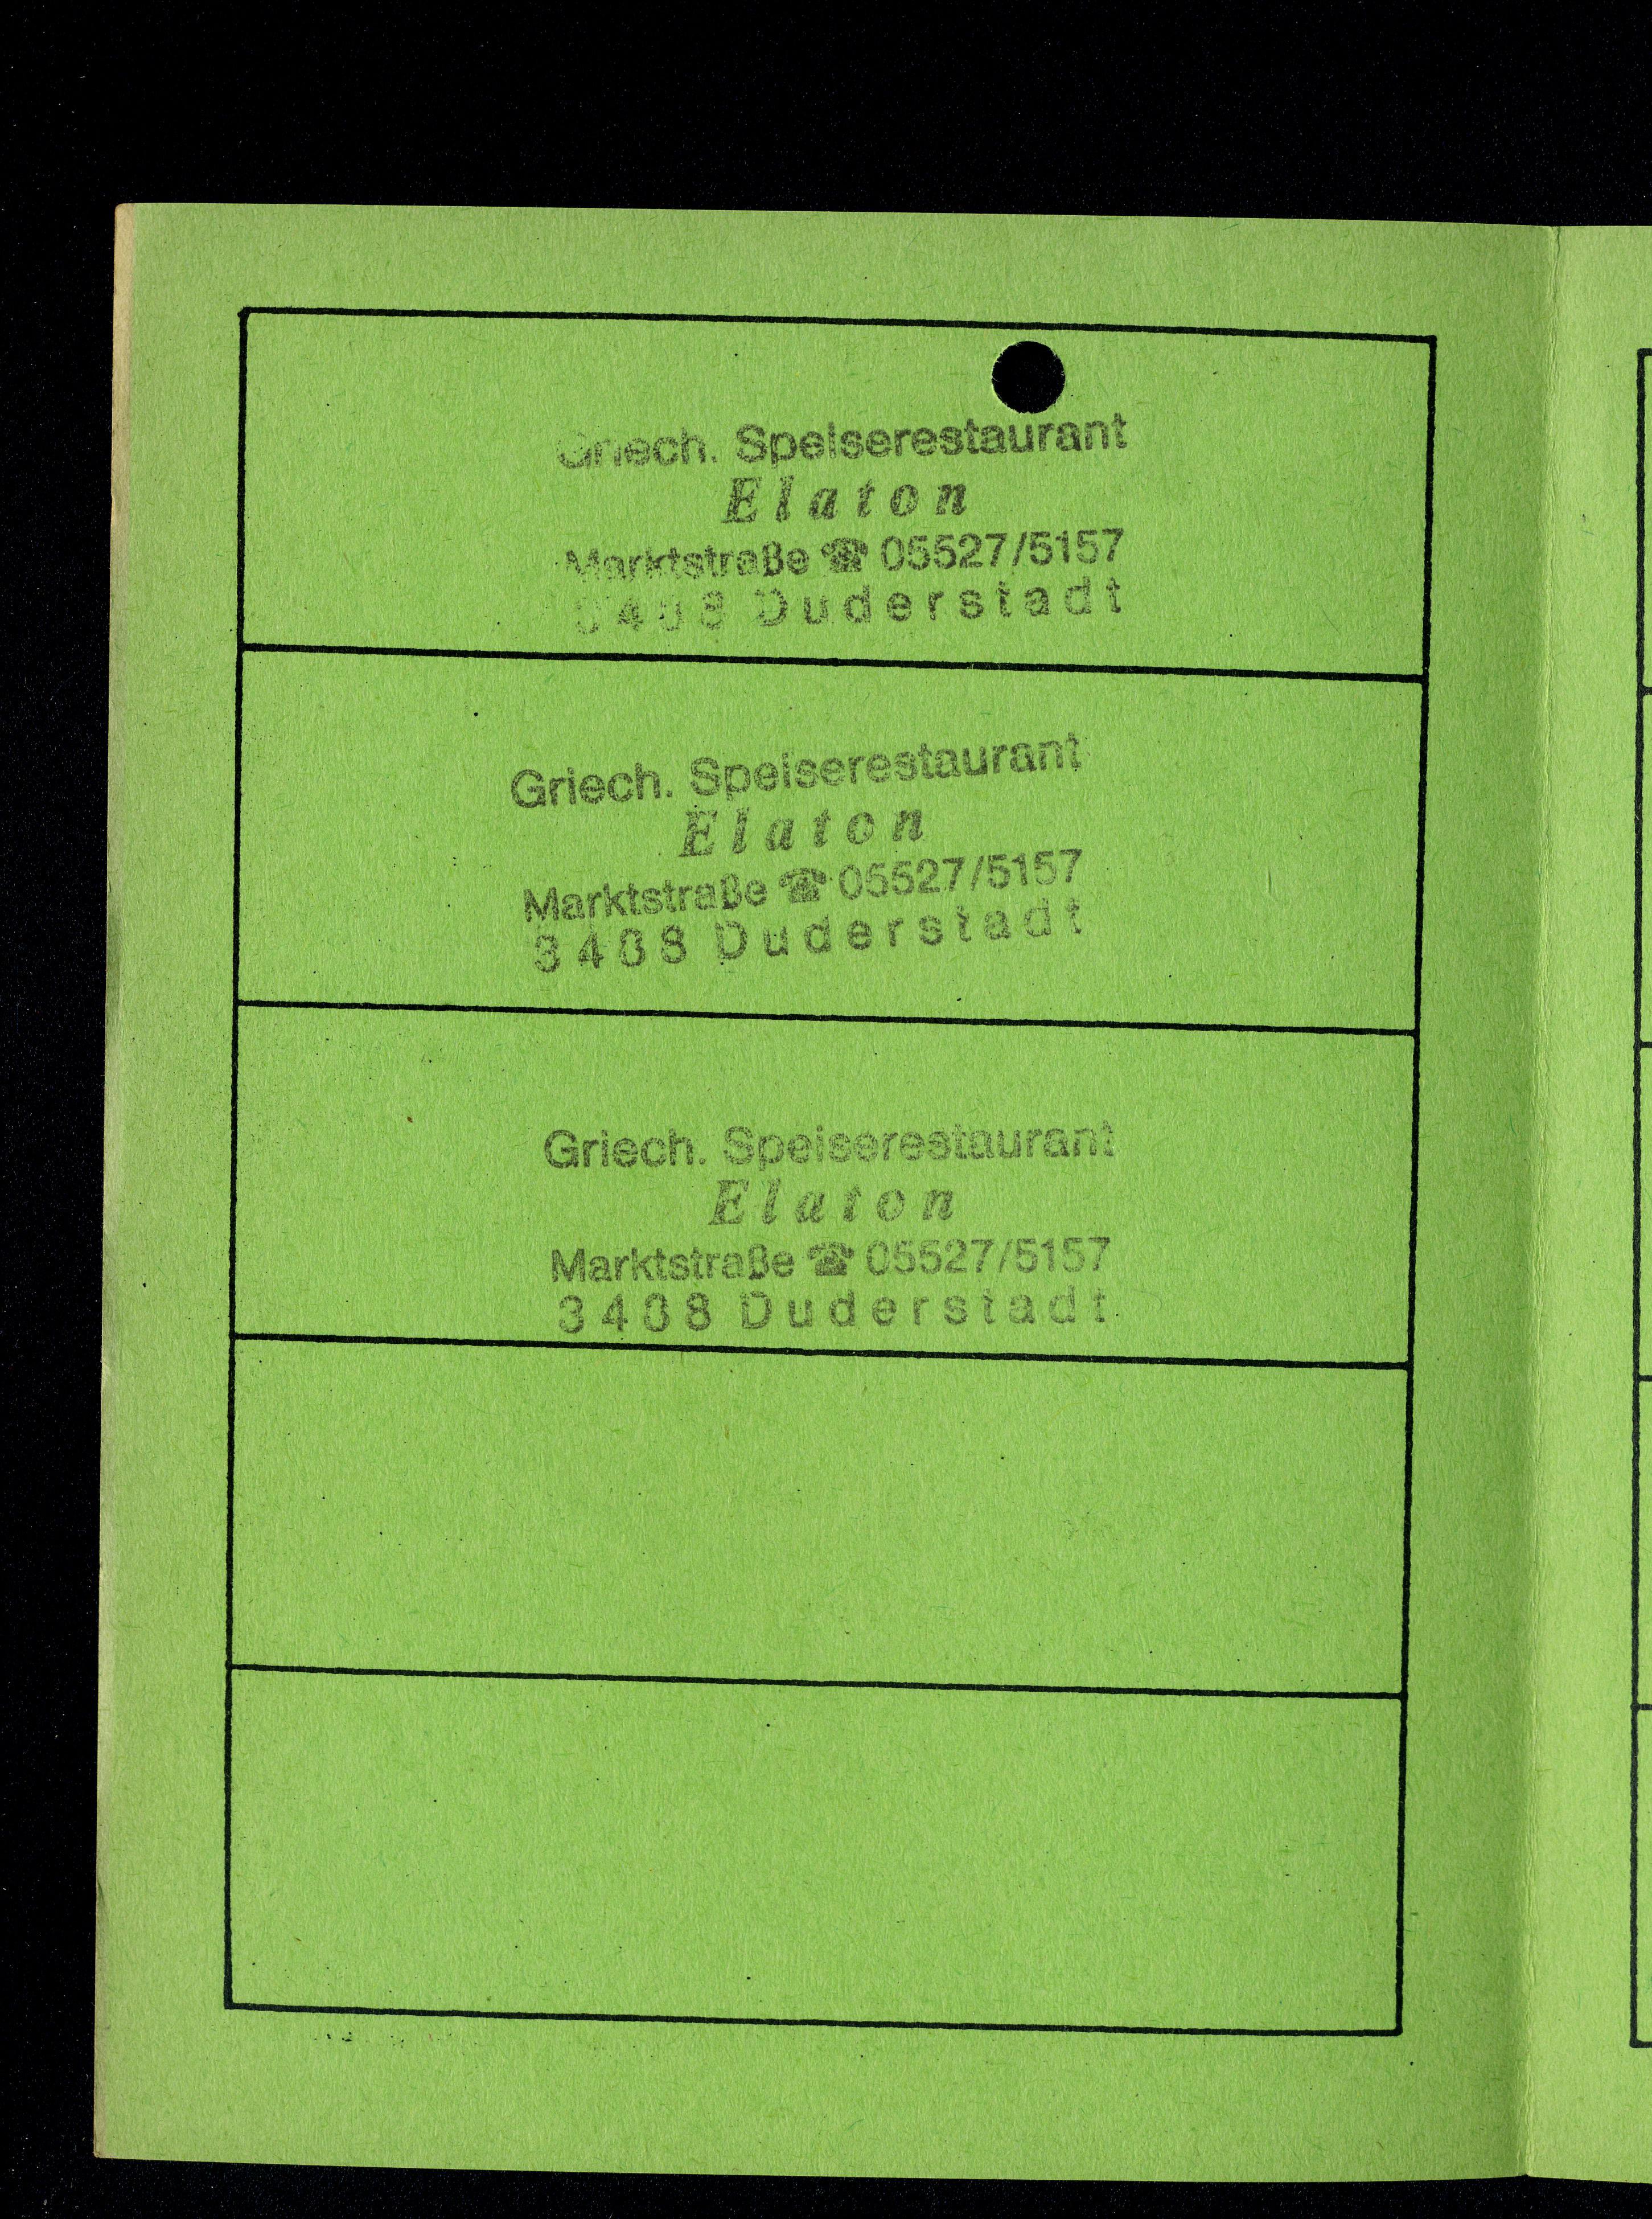 Griech. Speiserestaurant
Elaton
Marktstraße ☎ 05527/5157
3408 Duderstadt
Griech. Speiserestaurant
Elaton
Marktstraße ☎ 05527/5157
3408 Duderstadt
Griech. Speiserestaurant
Elaton
Marktstraße ☎ 05527/5157
3408 Duderstadt